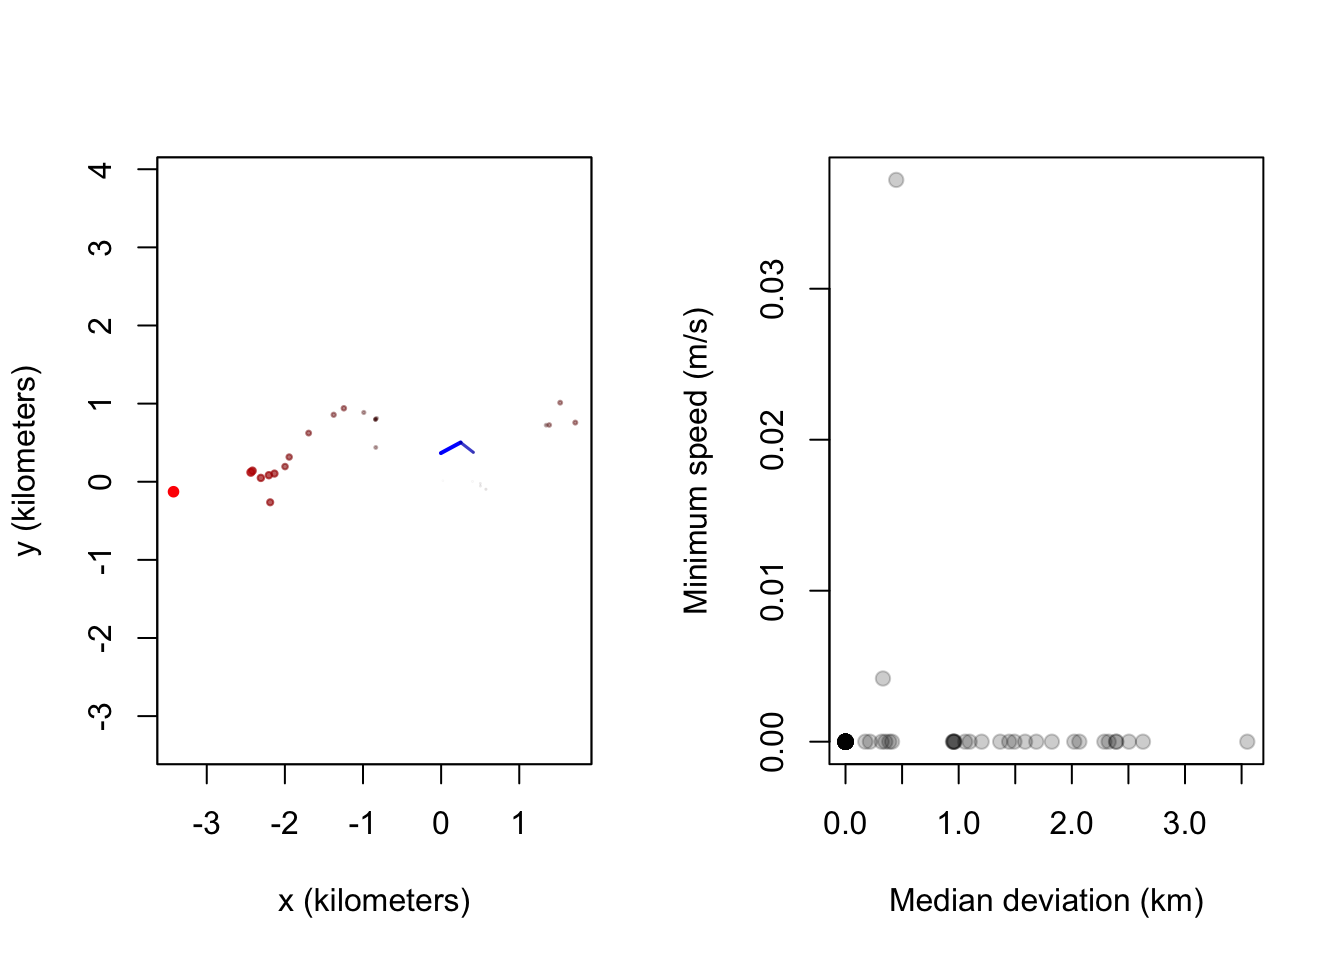 y (kilometers)
4
3
2
1
0
-1
-2
-3
-3 -2 -1 0 1
x (kilometers)
Minimum speed (m/s)
0.03
0.02
0.01
0.00
0.0 1.0 2.0 3.0
Median deviation (km)